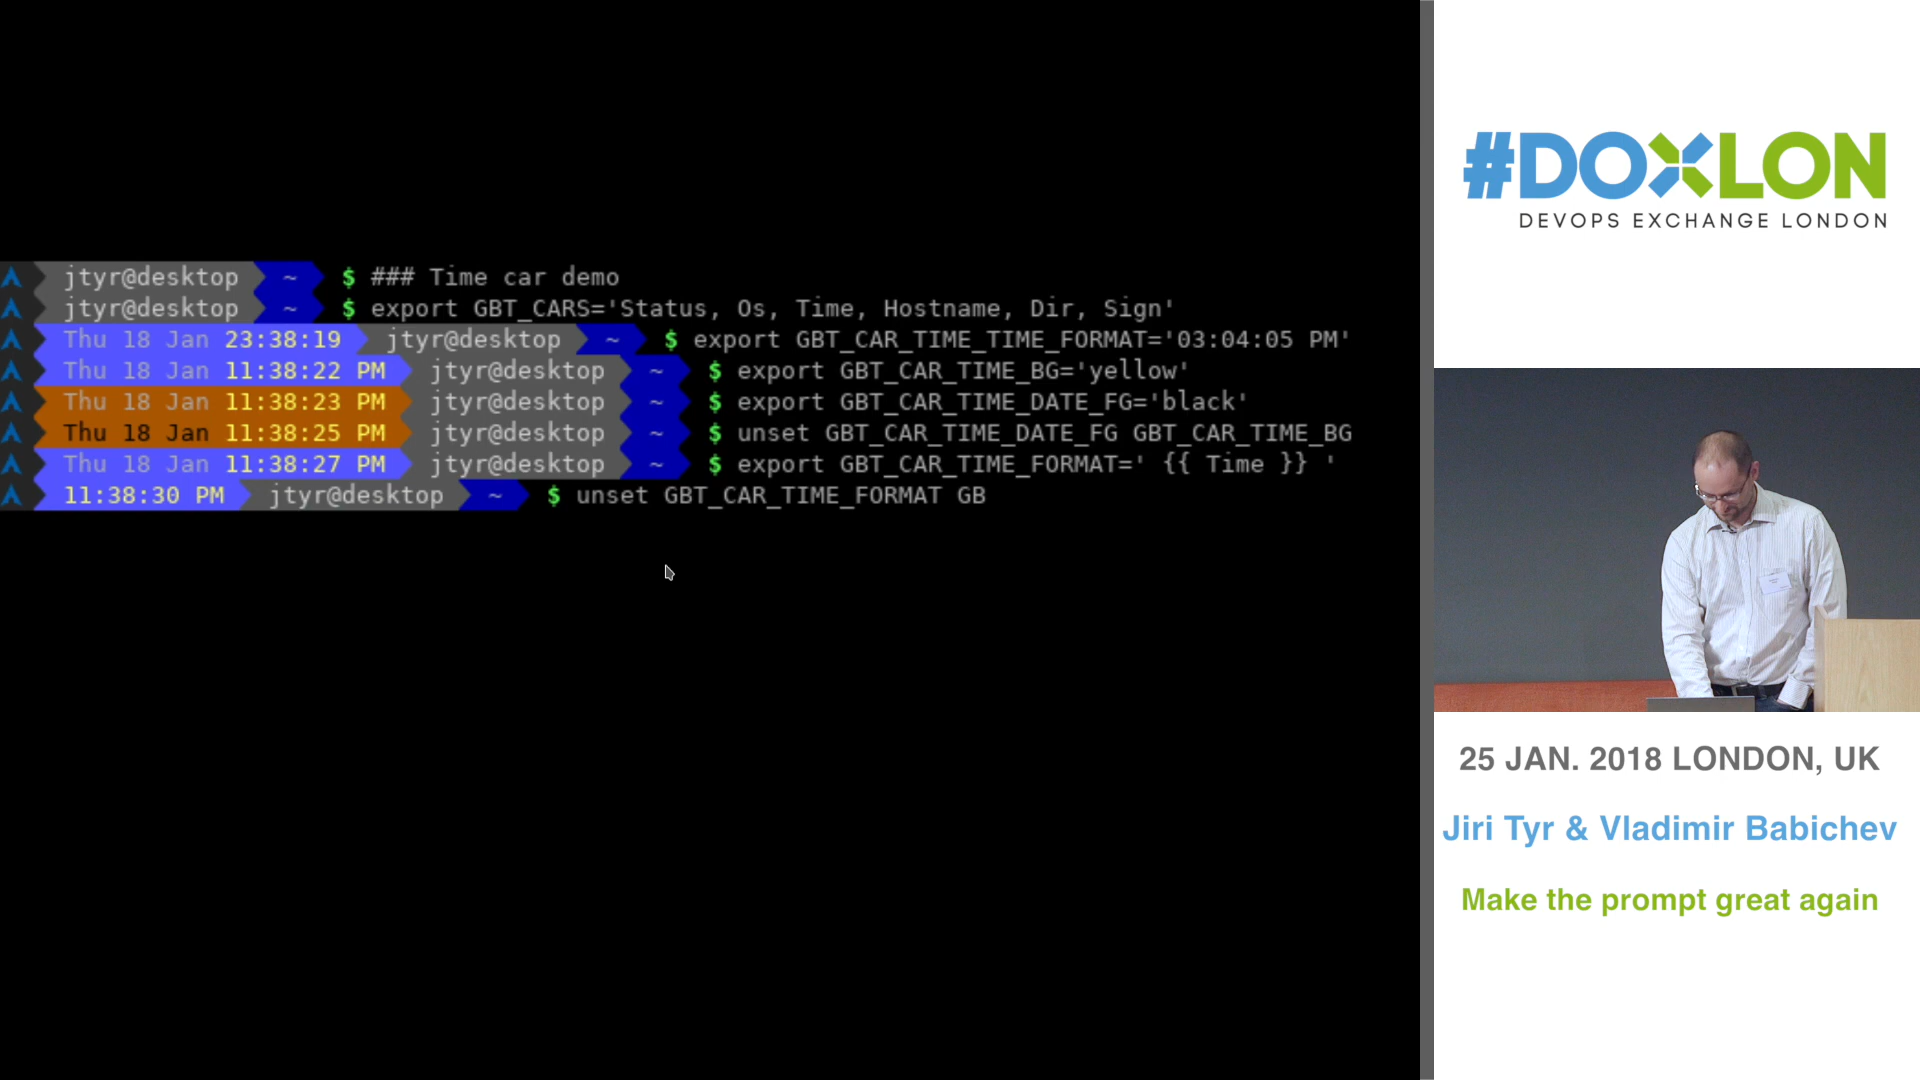 jtyr@desktop ~ $ ### Time car demo
jtyr@desktop ~ $ export GBT_CARS='Status, Os, Time, Hostname, Dir, Sign'
Thu 18 Jan 23:38:19 jtyr@desktop ~ $ export GBT_CAR_TIME_TIME_FORMAT='03:04:05 PM'
Thu 18 Jan 11:38:22 PM jtyr@desktop ~ $ export GBT_CAR_TIME_BG='yellow'
Thu 18 Jan 11:38:23 PM jtyr@desktop ~ $ export GBT_CAR_TIME_DATE_FG='black'
Thu 18 Jan 11:38:25 PM jtyr@desktop ~ $ unset GBT_CAR_TIME_DATE_FG GBT_CAR_TIME_BG
Thu 18 Jan 11:38:27 PM jtyr@desktop ~ $ export GBT_CAR_TIME_FORMAT=' {{ Time }} '
11:38:30 PM jtyr@desktop ~ $ unset GBT_CAR_TIME_FORMAT GB
#DOXLON
DEVOPS EXCHANGE LONDON
25 JAN. 2018 LONDON, UK
Jiri Tyr & Vladimir Babichev
Make the prompt great again